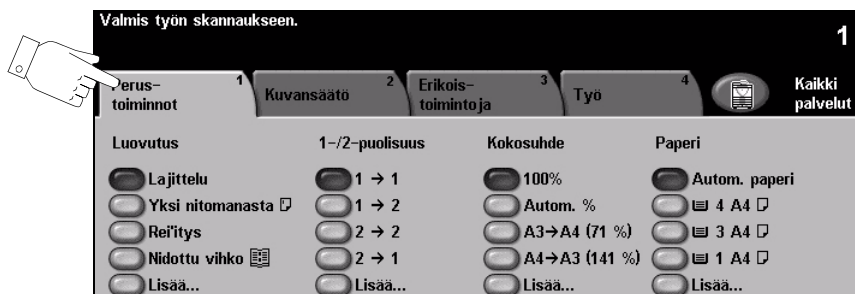 Valmis työn skannaukseen.
1
Perus-
toiminnot
1
Kuvansäätö
2
Erikois-
toimintoja
3
Työ
4
Kaikki
palvelut
Luovutus
1-/2-puolisuus
Kokosuhde
Paperi
Lajittelu
1 → 1
100%
Autom. paperi
Yksi nitomanasta
1 → 2
Autom. %
4 A4
Rei'itys
2 → 2
A3→A4 (71 %)
3 A4
Nidottu vihko
2 → 1
A4→A3 (141 %)
1 A4
Lisää...
Lisää...
Lisää...
Lisää...